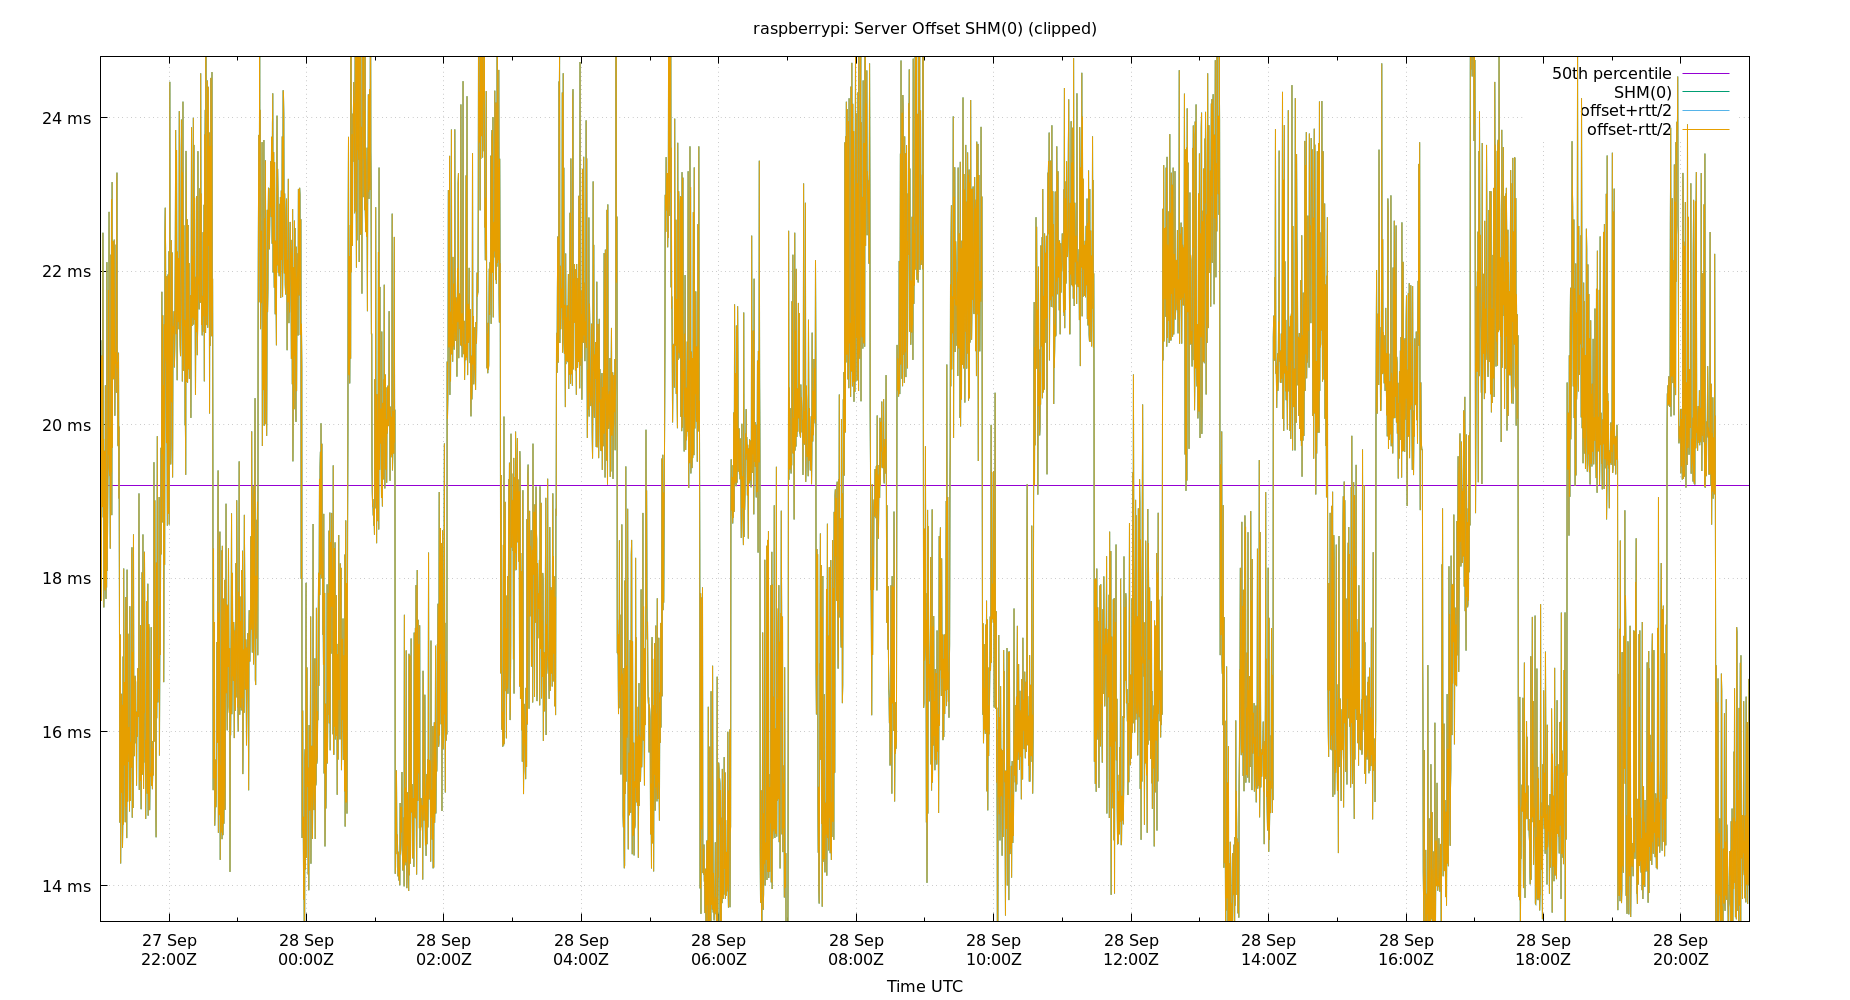 raspberrypi: Server Offset SHM(0) (clipped)
50th percentile
SHM(0)
offset+rtt/2
offset-rtt/2
24 ms
22 ms
20 ms
18 ms
16 ms
14 ms
27 Sep 28 Sep 28 Sep 28 Sep 28 Sep 28 Sep 28 Sep 28 Sep 28 Sep 28 Sep 28 Sep 28 Sep
22:00Z 00:00Z 02:00Z 04:00Z 06:00Z 08:00Z 10:00Z 12:00Z 14:00Z 16:00Z 18:00Z 20:00Z
Time UTC